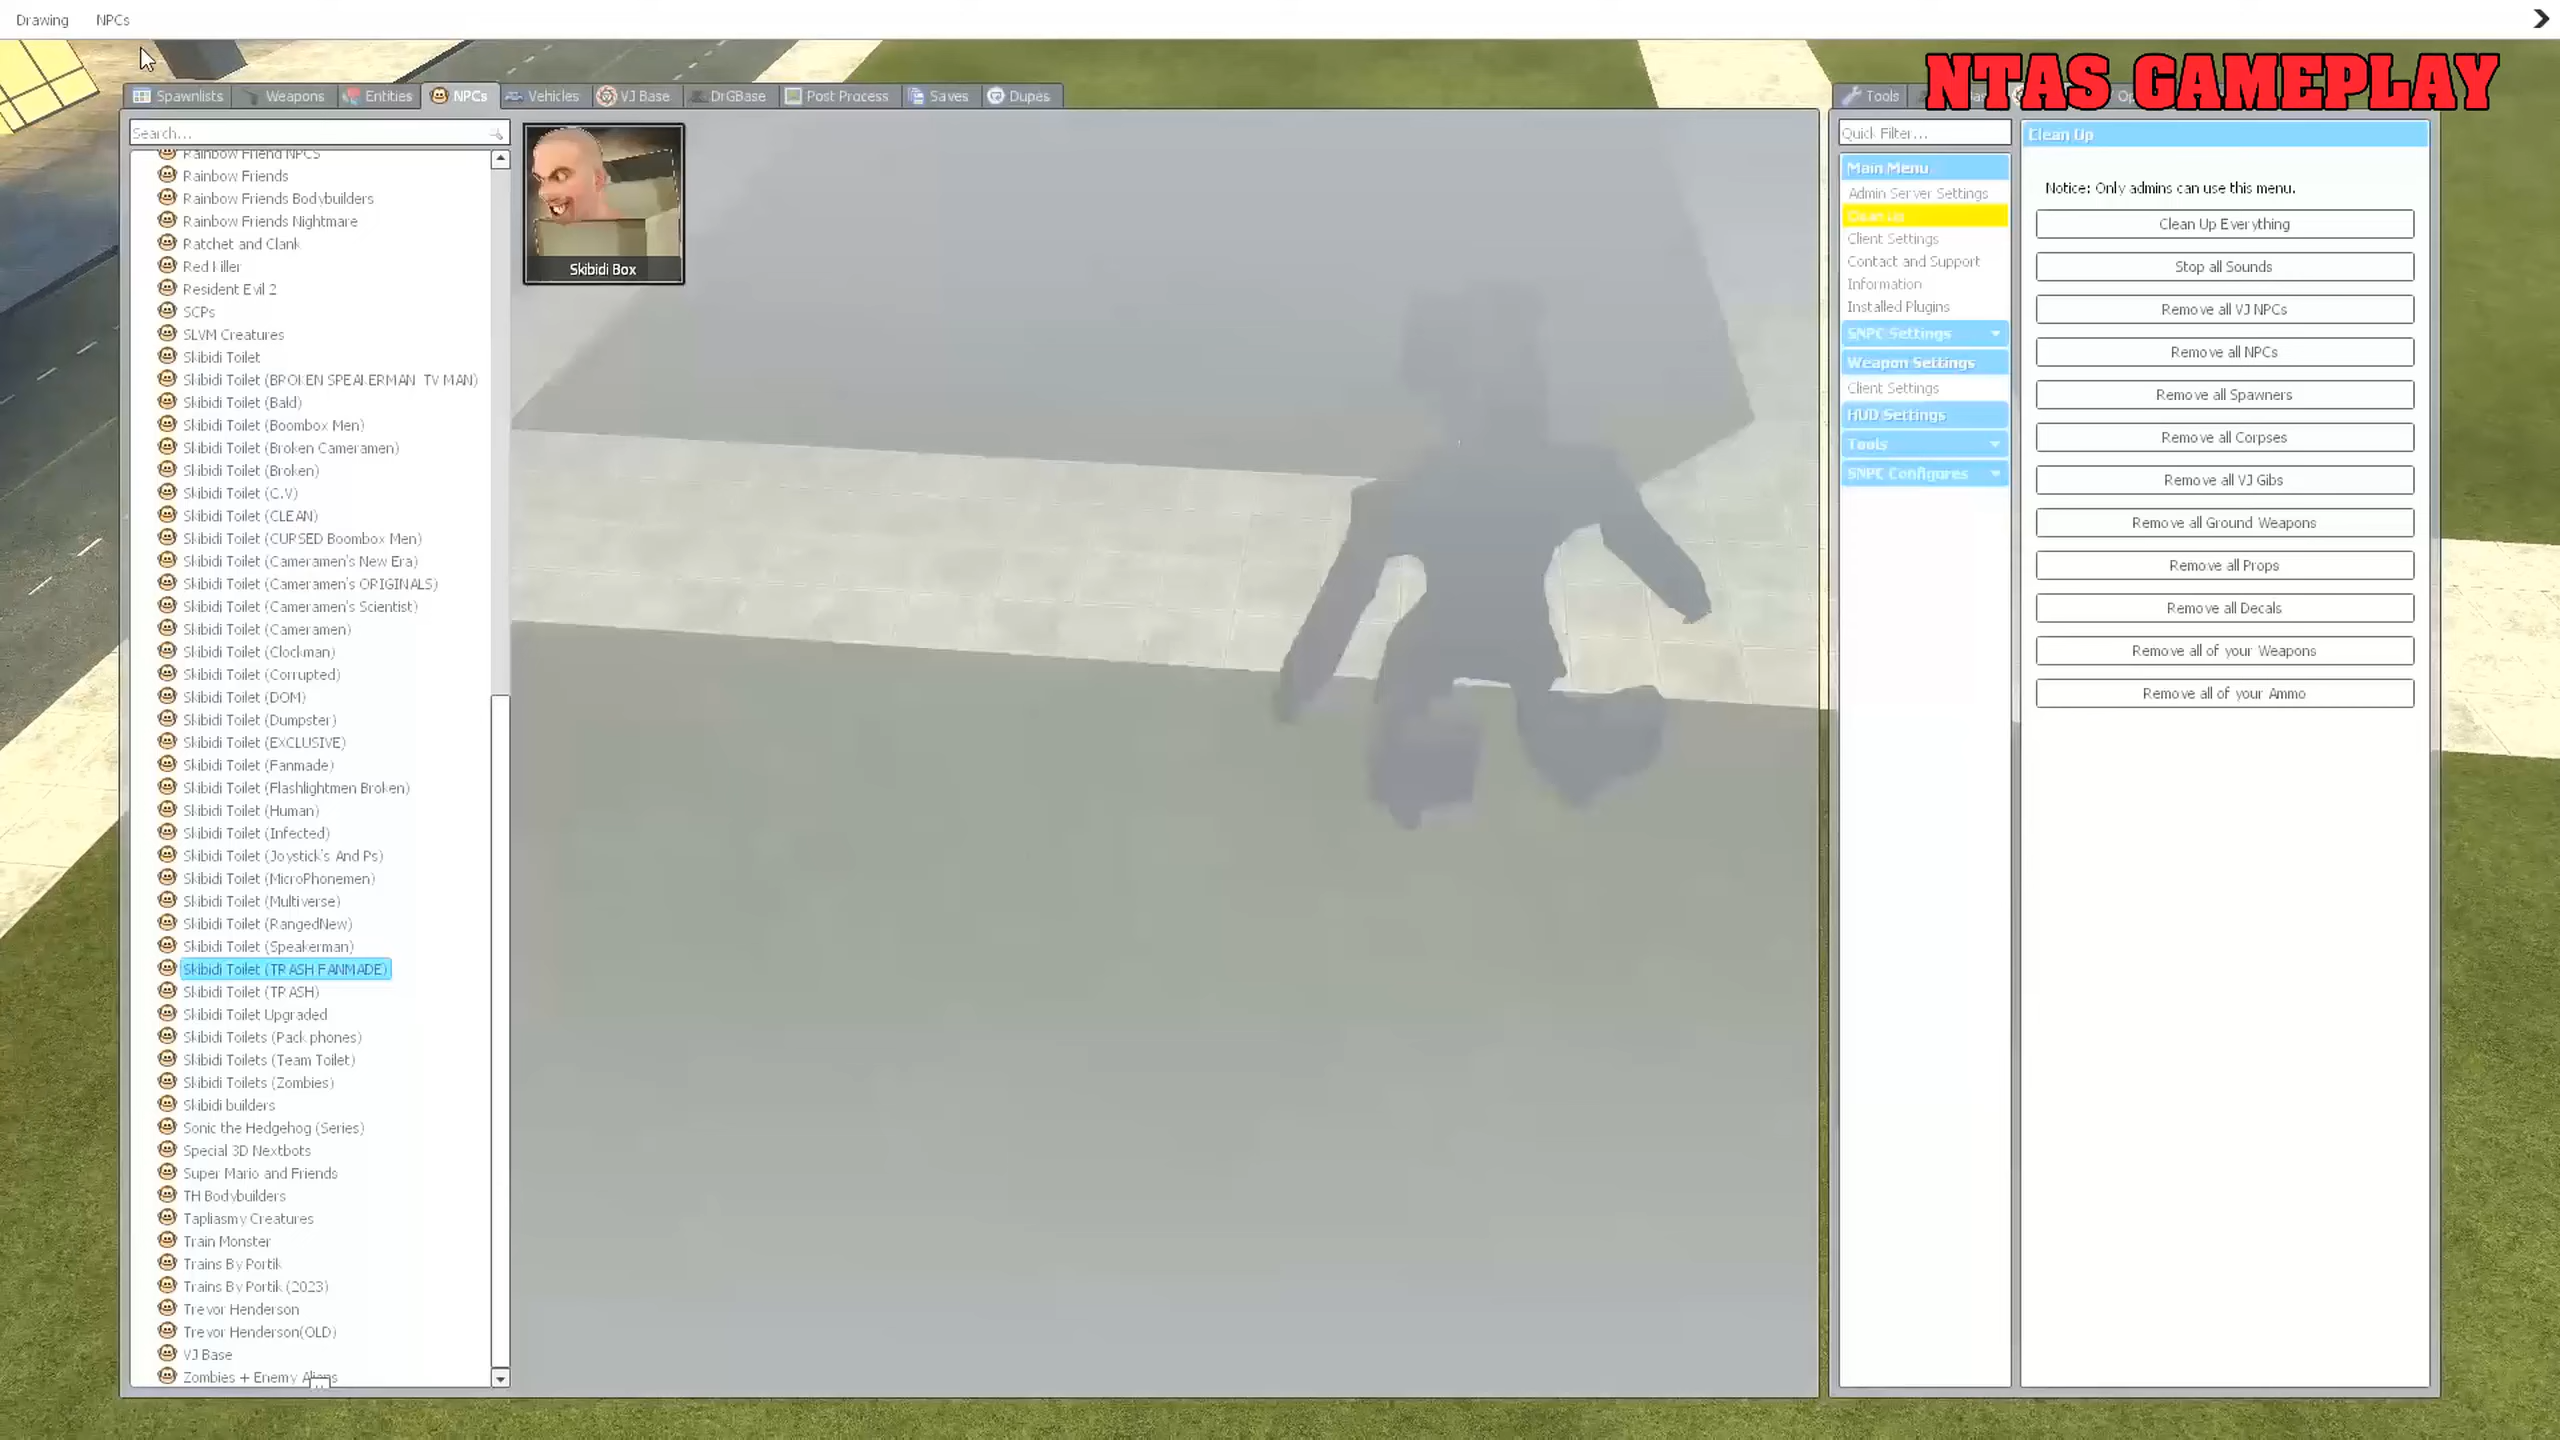 Drawing NPCs
NTAS GAMEPLAY
Spawnlists Weapons Entities NPCs Vehicles VJ Base DrGBase Post Process Saves Dupes
Search...
Rainbow Friend NPCS
Rainbow Friends
Rainbow Friends Bodybuilders
Rainbow Friends Nightmare
Ratchet and Clank
Red Killer
Resident Evil 2
SCPs
SLVM Creatures
Skibidi Toilet
Skibidi Toilet (BROKEN SPEAKERMAN TV MAN)
Skibidi Toilet (Bald)
Skibidi Toilet (Boombox Men)
Skibidi Toilet (Broken Cameramen)
Skibidi Toilet (Broken)
Skibidi Toilet (C.V)
Skibidi Toilet (CLEAN)
Skibidi Toilet (CURSED Boombox Men)
Skibidi Toilet (Cameramen's New Era)
Skibidi Toilet (Cameramen's ORIGINALS)
Skibidi Toilet (Cameramen's Scientist)
Skibidi Toilet (Cameramen)
Skibidi Toilet (Clockman)
Skibidi Toilet (Corrupted)
Skibidi Toilet (DOM)
Skibidi Toilet (Dumpster)
Skibidi Toilet (EXCLUSIVE)
Skibidi Toilet (Fanmade)
Skibidi Toilet (Flashlightmen Broken)
Skibidi Toilet (Human)
Skibidi Toilet (Infected)
Skibidi Toilet (Joystick's And Ps)
Skibidi Toilet (MicroPhonemen)
Skibidi Toilet (Multiverse)
Skibidi Toilet (RangedNew)
Skibidi Toilet (Speakerman)
Skibidi Toilet (TRASH FANMADE)
Skibidi Toilet (TRASH)
Skibidi Toilet Upgraded
Skibidi Toilets (Pack phones)
Skibidi Toilets (Team Toilet)
Skibidi Toilets (Zombies)
Skibidi builders
Sonic the Hedgehog (Series)
Special 3D Nextbots
Super Mario and Friends
TH Bodybuilders
Tapliasmy Creatures
Train Monster
Trains By Portik
Trains By Portik (2023)
Trevor Henderson
Trevor Henderson(OLD)
VJ Base
Zombies + Enemy Aliens
Skibidi Box
Tools
Quick Filter...
Main Menu
Admin Server Settings
Clean Up
Client Settings
Contact and Support
Information
Installed Plugins
SNPC Settings
Weapon Settings
Client Settings
HUD Settings
Tools
SNPC Configures
Clean Up
Notice: Only admins can use this menu.
Clean Up Everything
Stop all Sounds
Remove all VJ NPCs
Remove all NPCs
Remove all Spawners
Remove all Corpses
Remove all VJ Gibs
Remove all Ground Weapons
Remove all Props
Remove all Decals
Remove all of your Weapons
Remove all of your Ammo